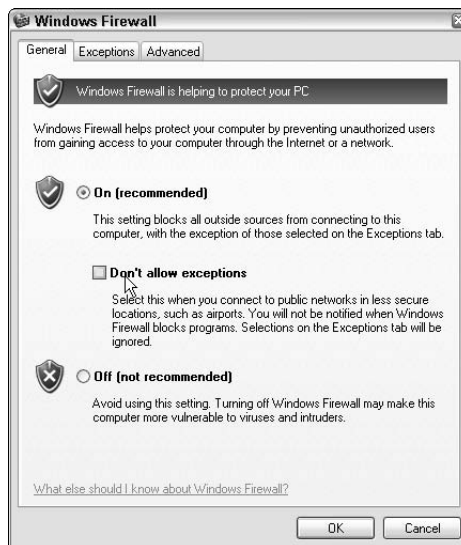 Windows Firewall
General Exceptions Advanced
Windows Firewall is helping to protect your PC
Windows Firewall helps protect your computer by preventing unauthorized users
from gaining access to your computer through the Internet or a network.
On (recommended)
This setting blocks all outside sources from connecting to this
computer, with the exception of those selected on the Exceptions tab.
Don't allow exceptions
Select this when you connect to public networks in less secure
locations, such as airports. You will not be notified when Windows
Firewall blocks programs. Selections on the Exceptions tab will be
ignored.
Off (not recommended)
Avoid using this setting. Turning off Windows Firewall may make this
computer more vulnerable to viruses and intruders.
What else should I know about Windows Firewall?
OK Cancel